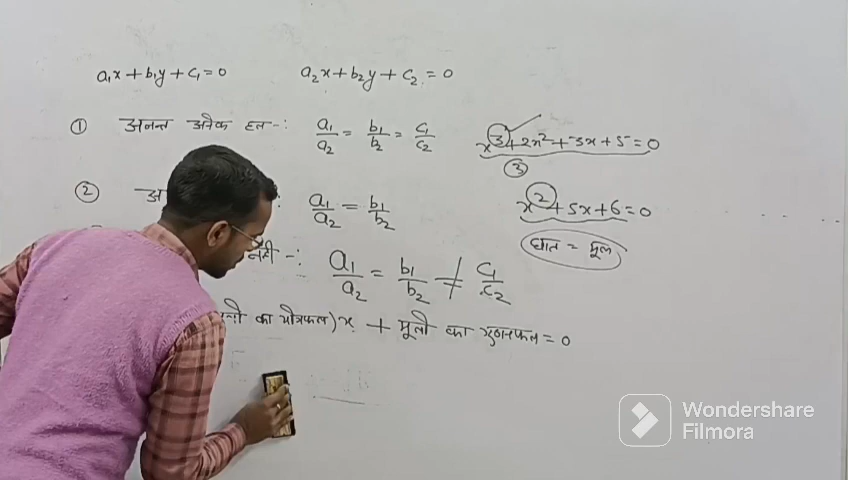 a₁x + b₁y + c₁ = 0 a₂x + b₂y + c₂ = 0
① अनन्त अनेक हल -: a₁/a₂ = b₁/b₂ = c₁/c₂ x³ + 2x² + 5x + 5 = 0
③
② a₁/a₂ = b₁/b₂ x² + 5x + 6 = 0
घात = मूल
नहीं -: a₁/a₂ = b₁/b₂ ≠ c₁/c₂
का योगफल) x + मूलों का गुणनफल = 0
Wondershare
Filmora